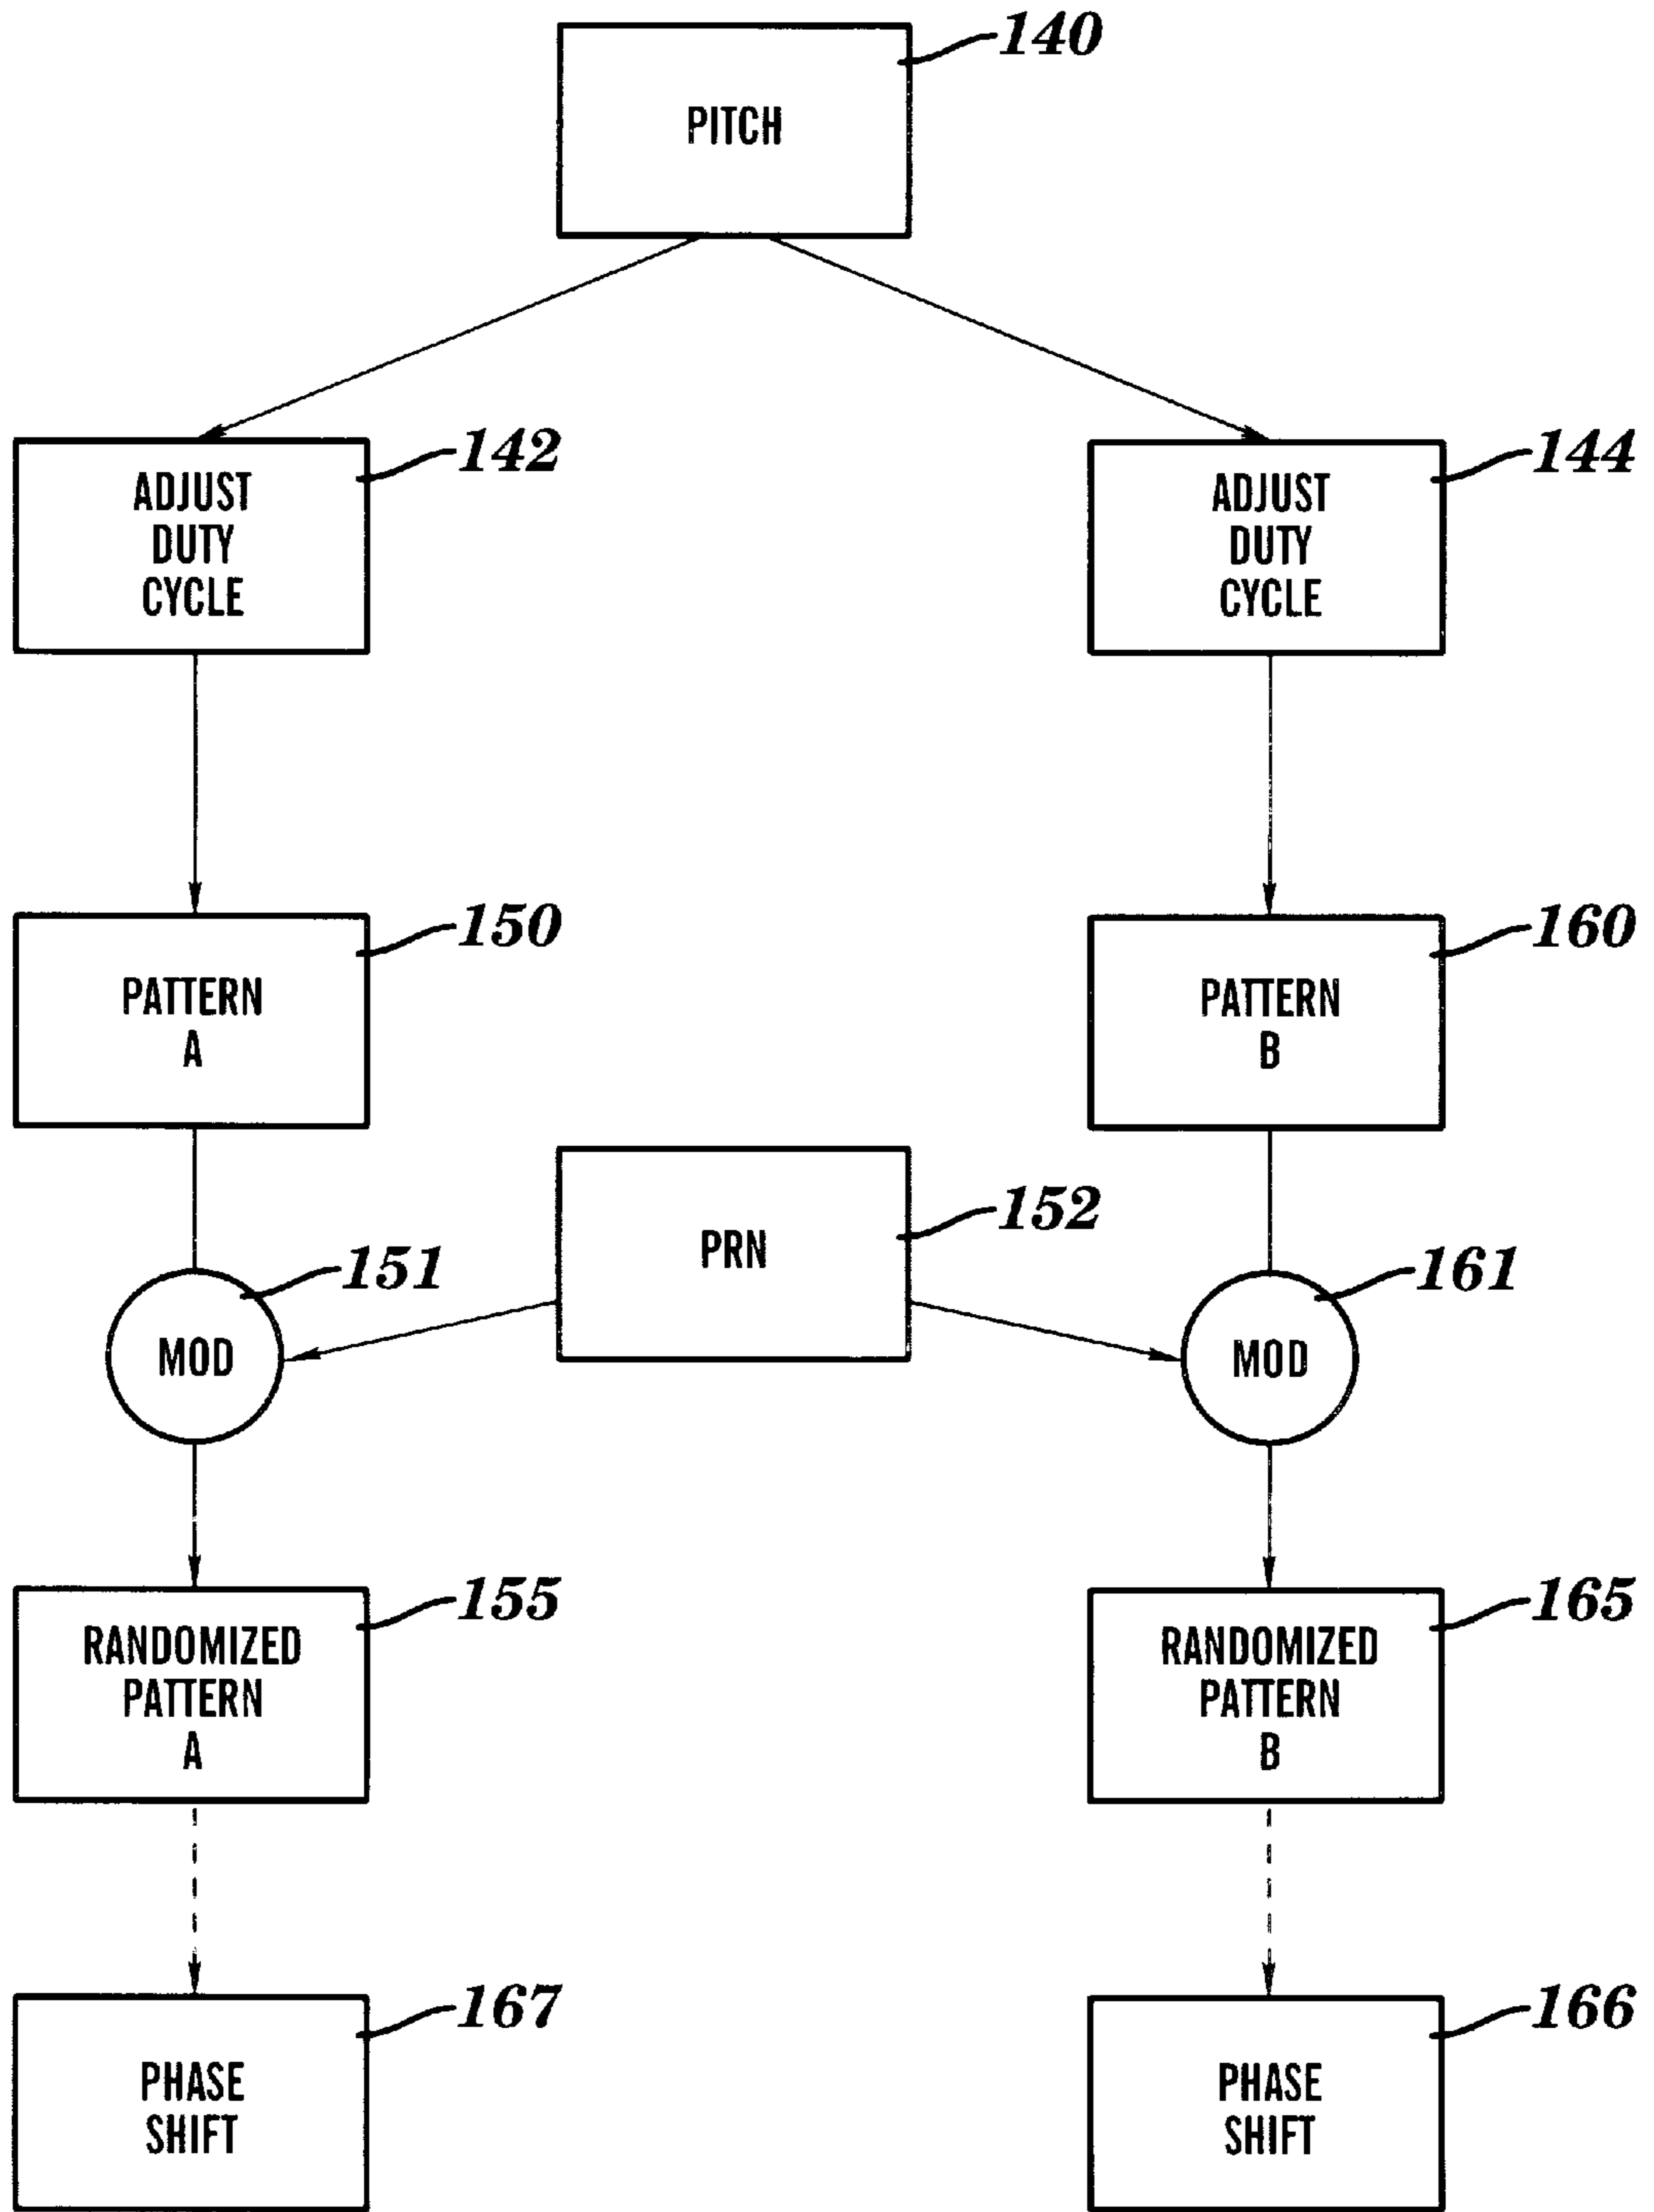 140
PITCH
142
ADJUST
DUTY
CYCLE
144
ADJUST
DUTY
CYCLE
150
PATTERN
A
160
PATTERN
B
152
PRN
151
MOD
161
MOD
155
RANDOMIZED
PATTERN
A
165
RANDOMIZED
PATTERN
B
167
PHASE
SHIFT
166
PHASE
SHIFT